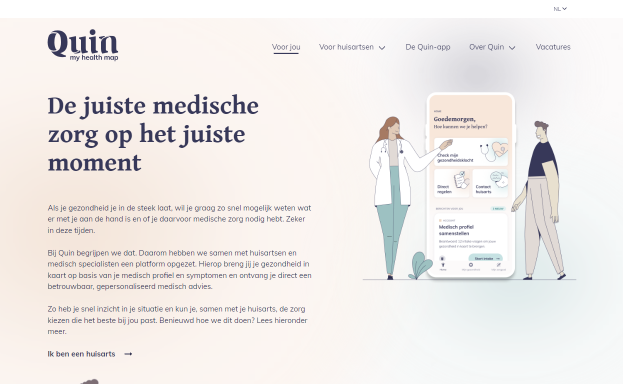 NL
Quin
my health map
Voor jou
Voor huisartsen
De Quin-app
Over Quin
Vacatures
De juiste medische
zorg op het juiste
moment
Als je gezondheid je in de steek laat, wil je graag zo snel mogelijk weten wat
er met je aan de hand is en of je daarvoor medische zorg nodig hebt. Zeker
in deze tijden.
Bij Quin begrijpen we dat. Daarom hebben we samen met huisartsen en
medisch specialisten een platform opgezet. Hierop breng jij je gezondheid in
kaart op basis van je medisch profiel en symptomen en ontvang je direct een
betrouwbaar, gepersonaliseerd medisch advies.
Zo heb je snel inzicht in je situatie en kun je, samen met je huisarts, de zorg
kiezen die het beste bij jou past. Benieuwd hoe we dit doen? Lees hieronder
meer.
Ik ben een huisarts
Goedemorgen,
Hoe kunnen we je helpen?
Check mijn
gezondheidsklacht
Direct
regelen
Contact
huisarts
Medisch profiel
samenstellen